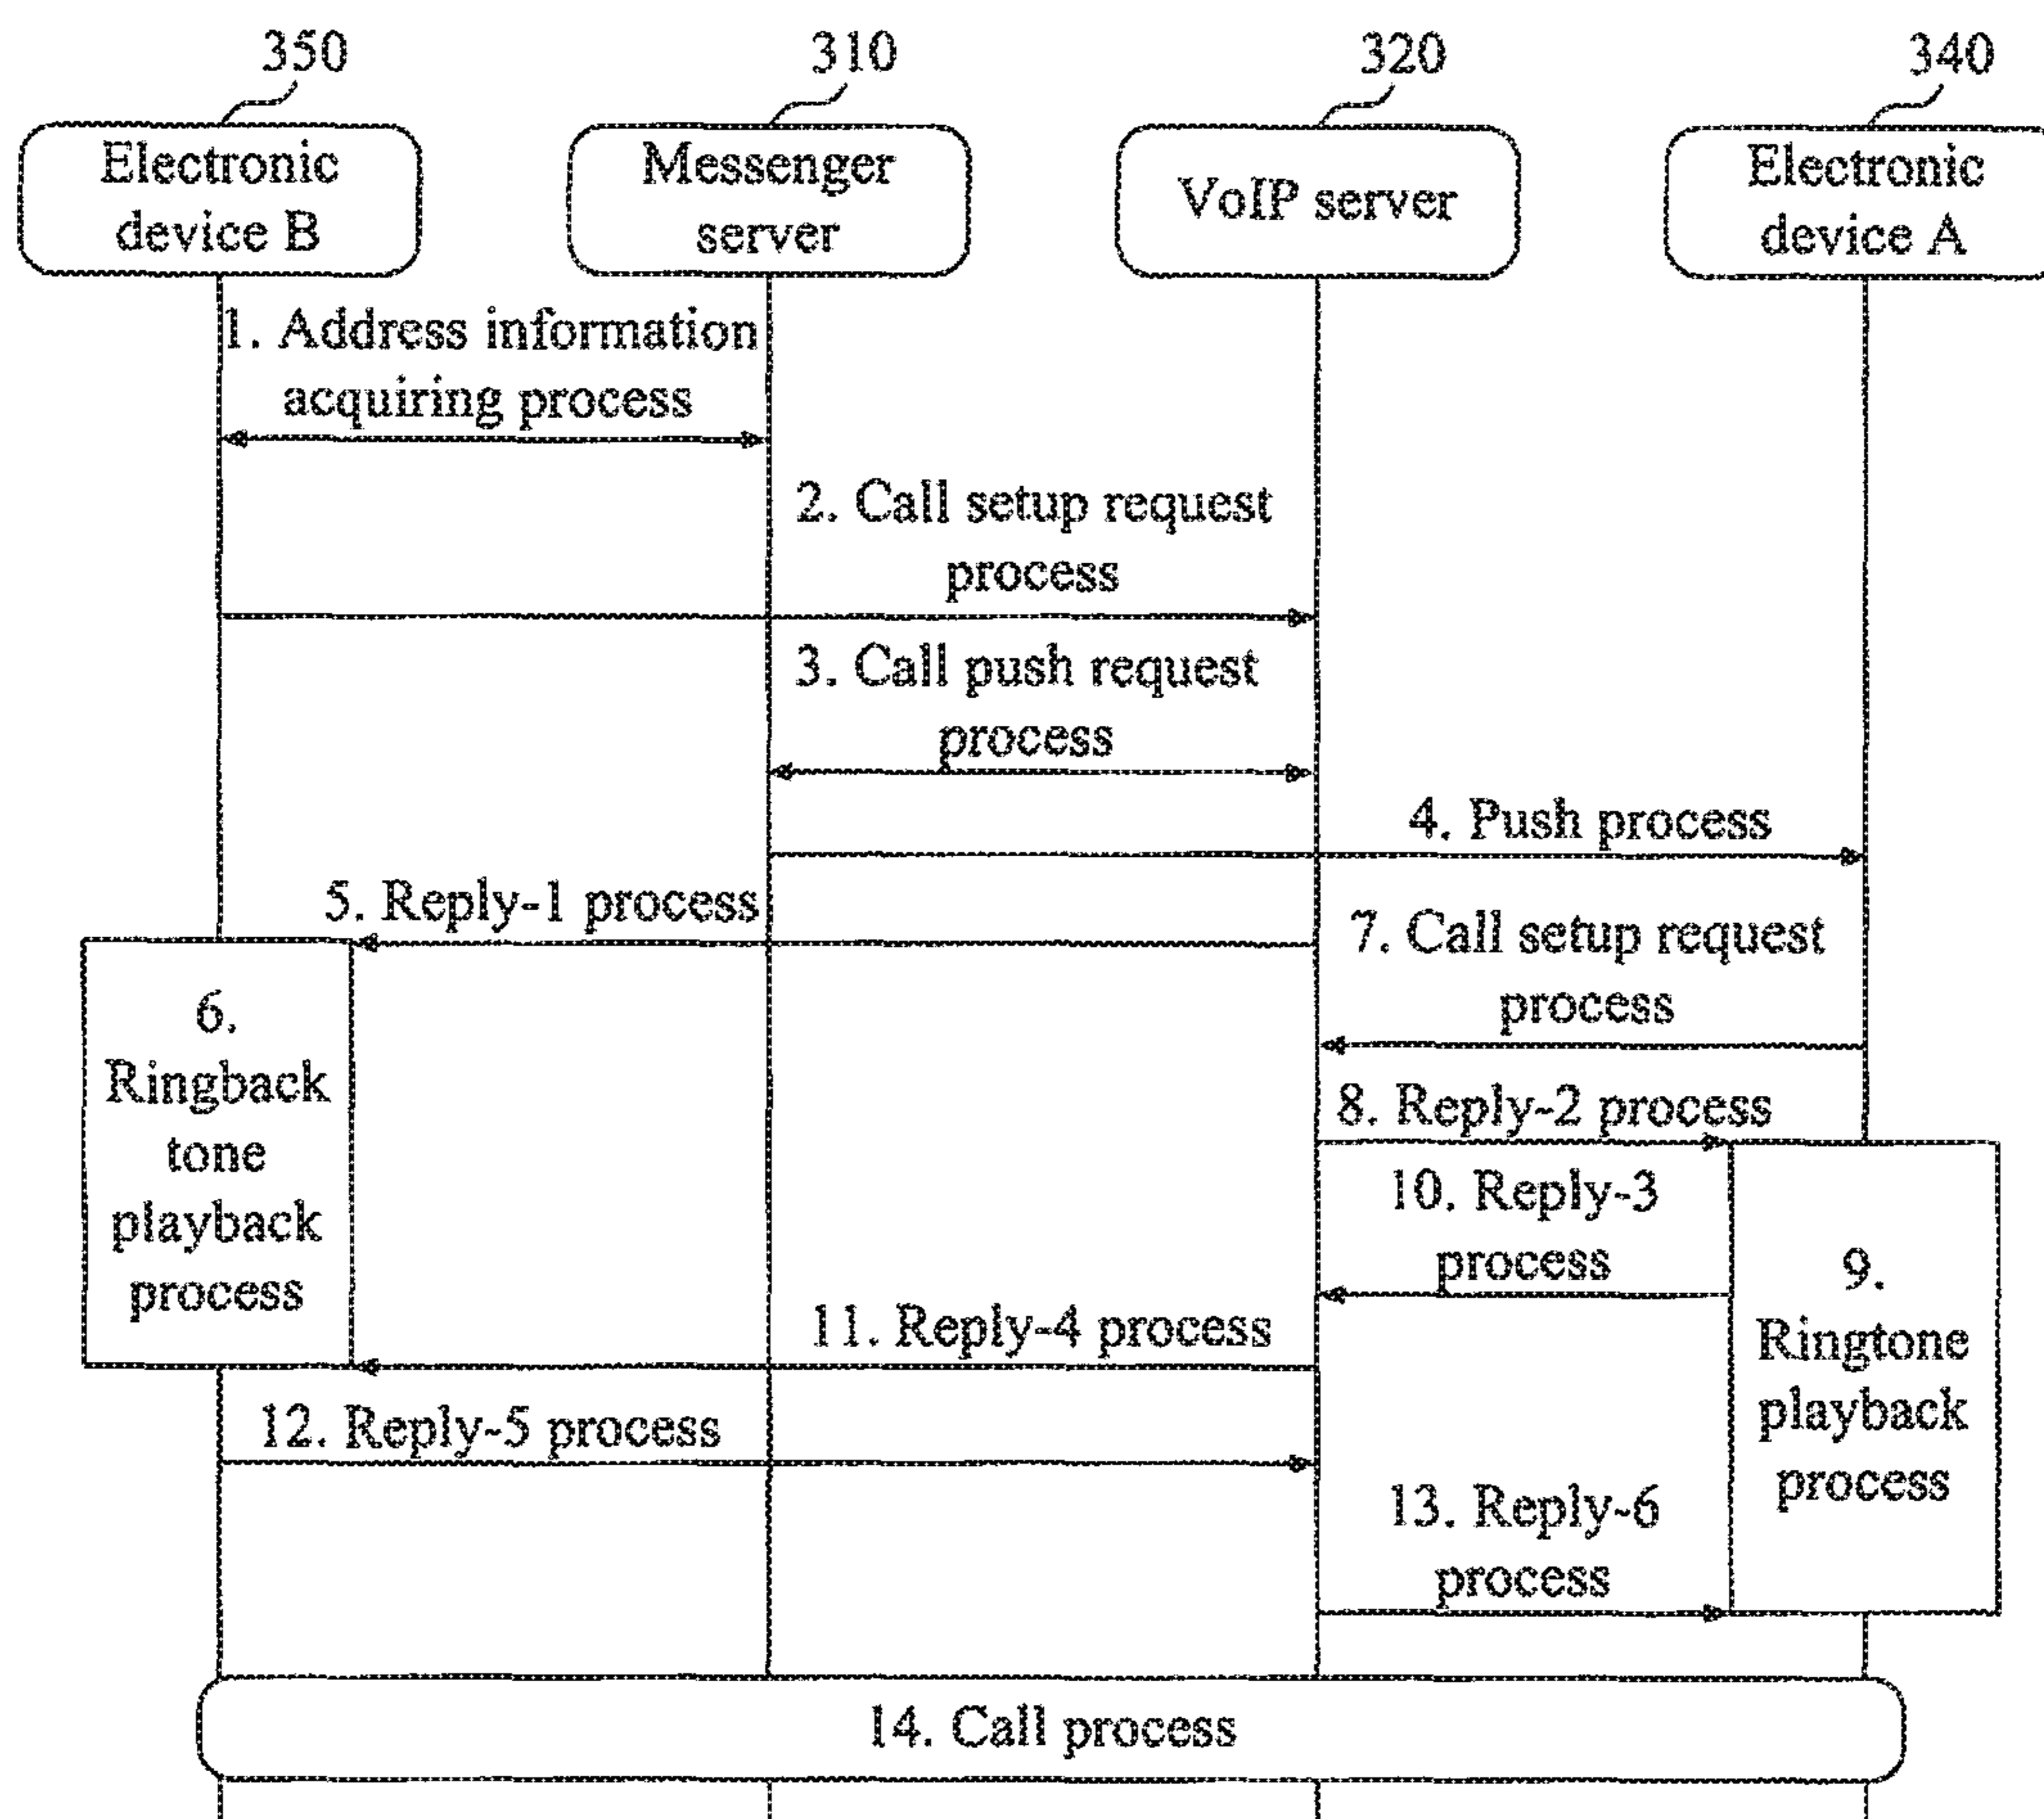 350
310
320
340
Electronic
device B
Messenger
server
VoIP server
Electronic
device A
1. Address information
acquiring process
2. Call setup request
process
3. Call push request
process
4. Push process
5. Reply-1 process
6.
Ringback
tone
playback
process
7. Call setup request
process
8. Reply-2 process
9.
Ringtone
playback
process
10. Reply-3
process
11. Reply-4 process
12. Reply-5 process
13. Reply-6
process
14. Call process